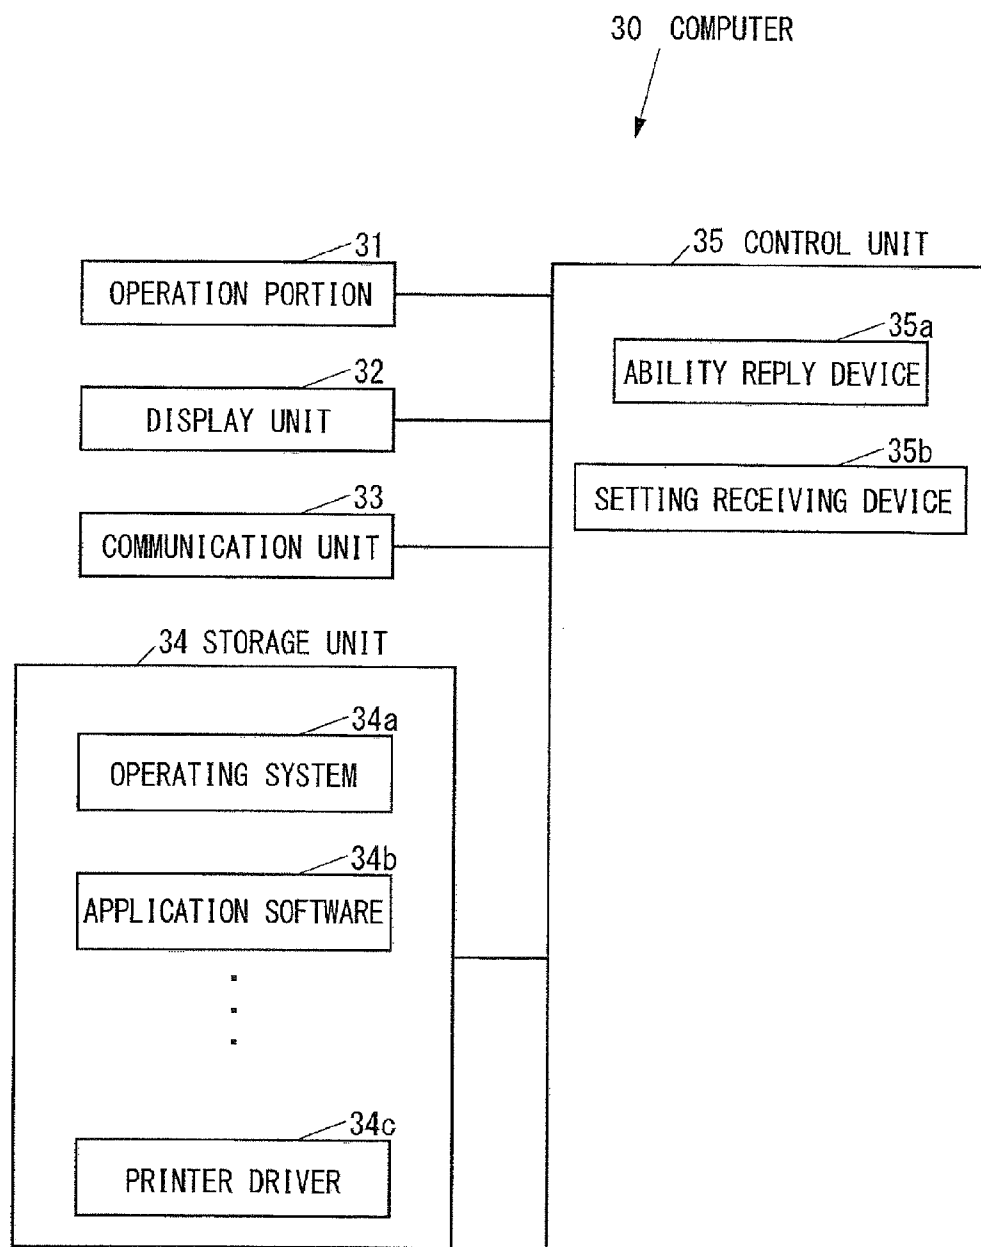 30 COMPUTER
31
OPERATION PORTION
32
DISPLAY UNIT
33
COMMUNICATION UNIT
34 STORAGE UNIT
34a
OPERATING SYSTEM
34b
APPLICATION SOFTWARE
34c
PRINTER DRIVER
35 CONTROL UNIT
35a
ABILITY REPLY DEVICE
35b
SETTING RECEIVING DEVICE